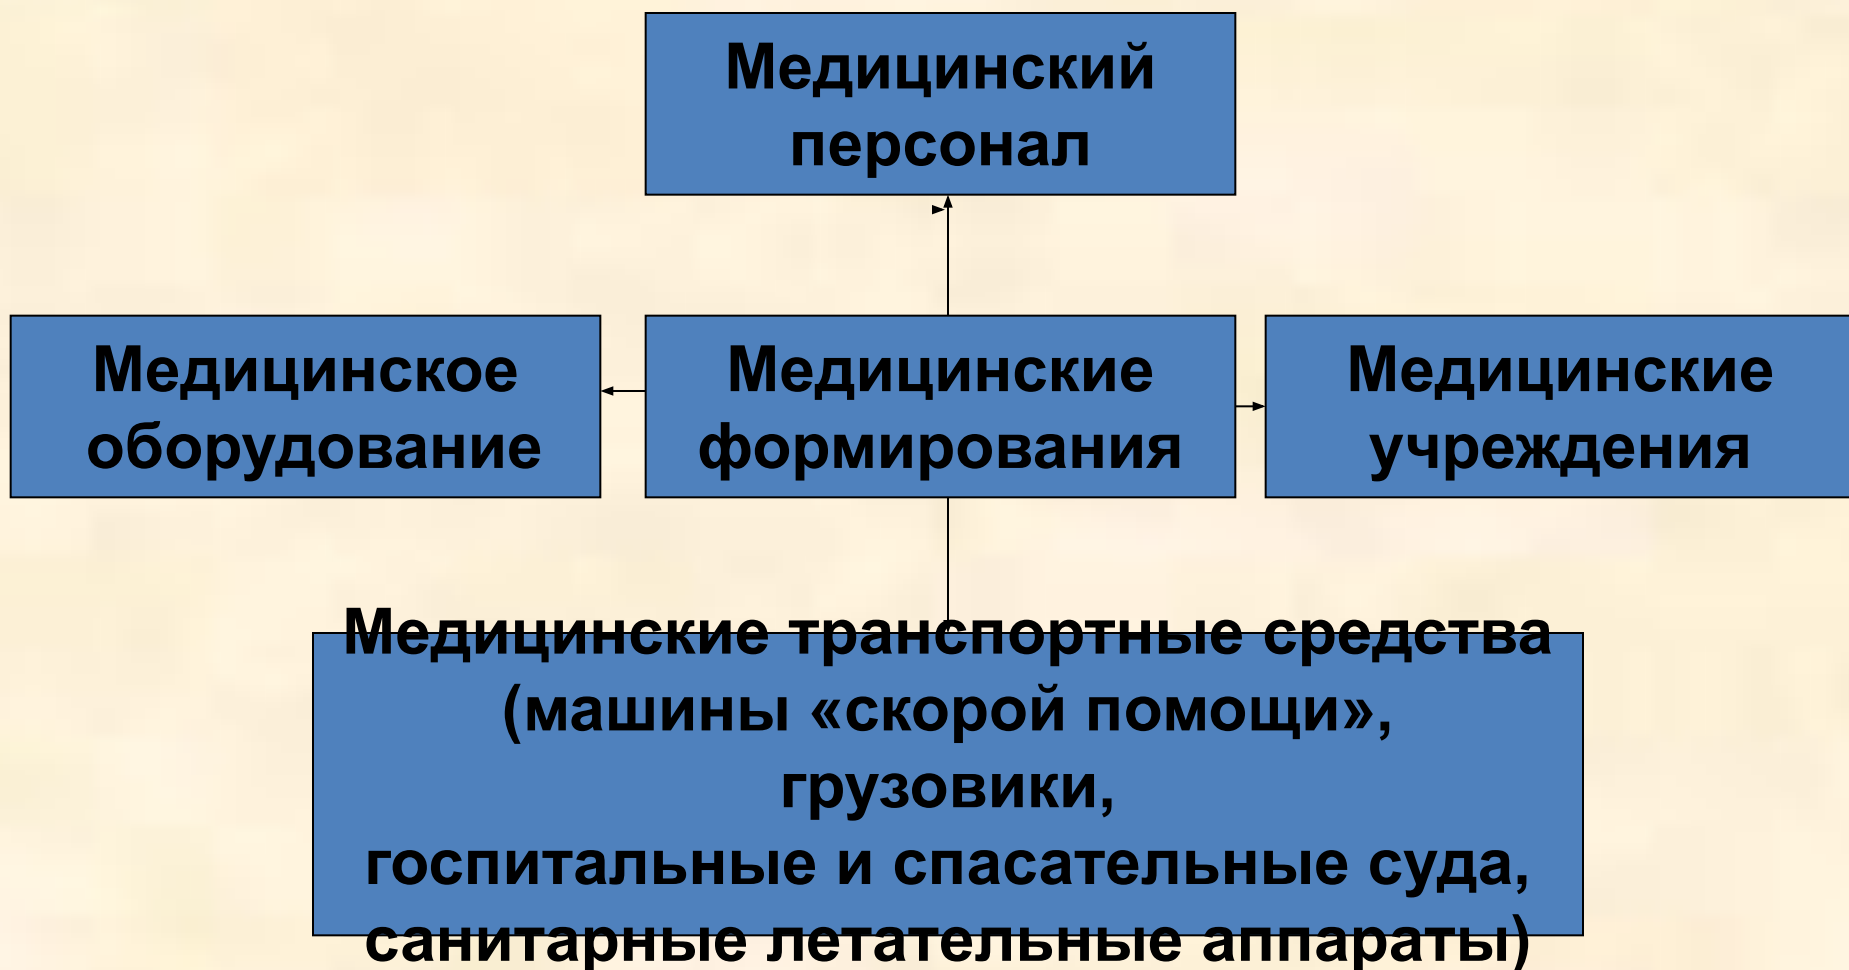 Медицинский
персонал
Медицинское
оборудование
Медицинские
формирования
Медицинские
учреждения
Медицинские транспортные средства
(машины «скорой помощи»,
грузовики,
госпитальные и спасательные суда,
санитарные летательные аппараты)